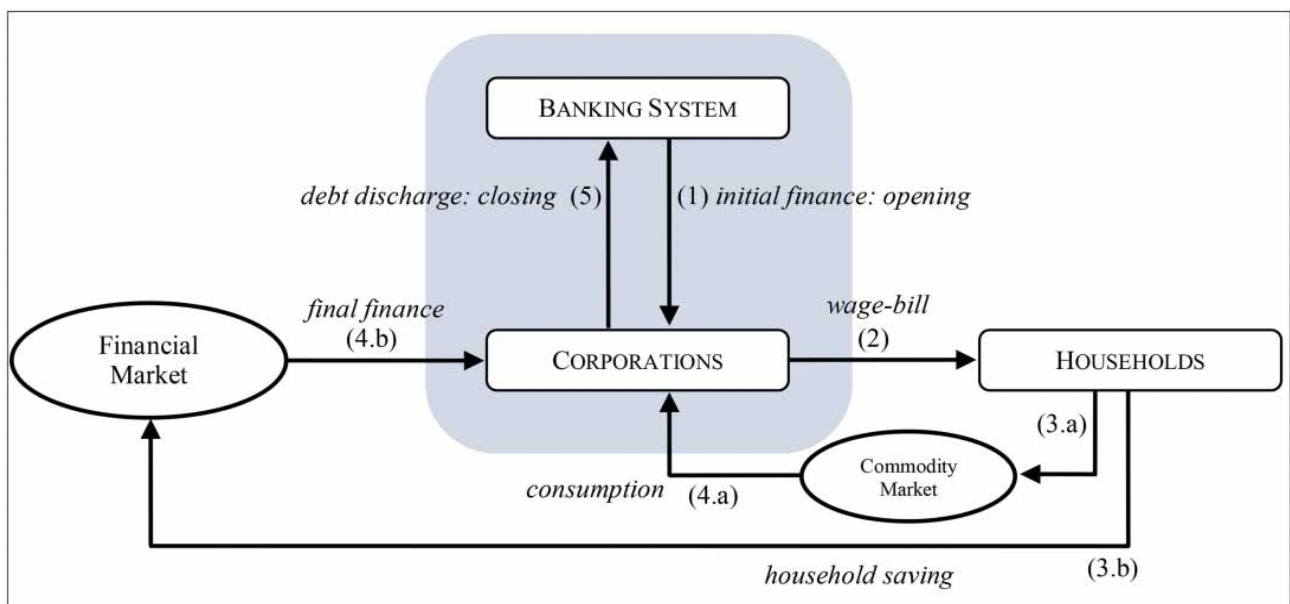 BANKING SYSTEM
debt discharge: closing (5)
(1) initial finance: opening
final finance
(4.b)
wage-bill
(2)
Financial
Market
CORPORATIONS
HOUSEHOLDS
(3.a)
Commodity
Market
consumption
(4.a)
household saving
(3.b)